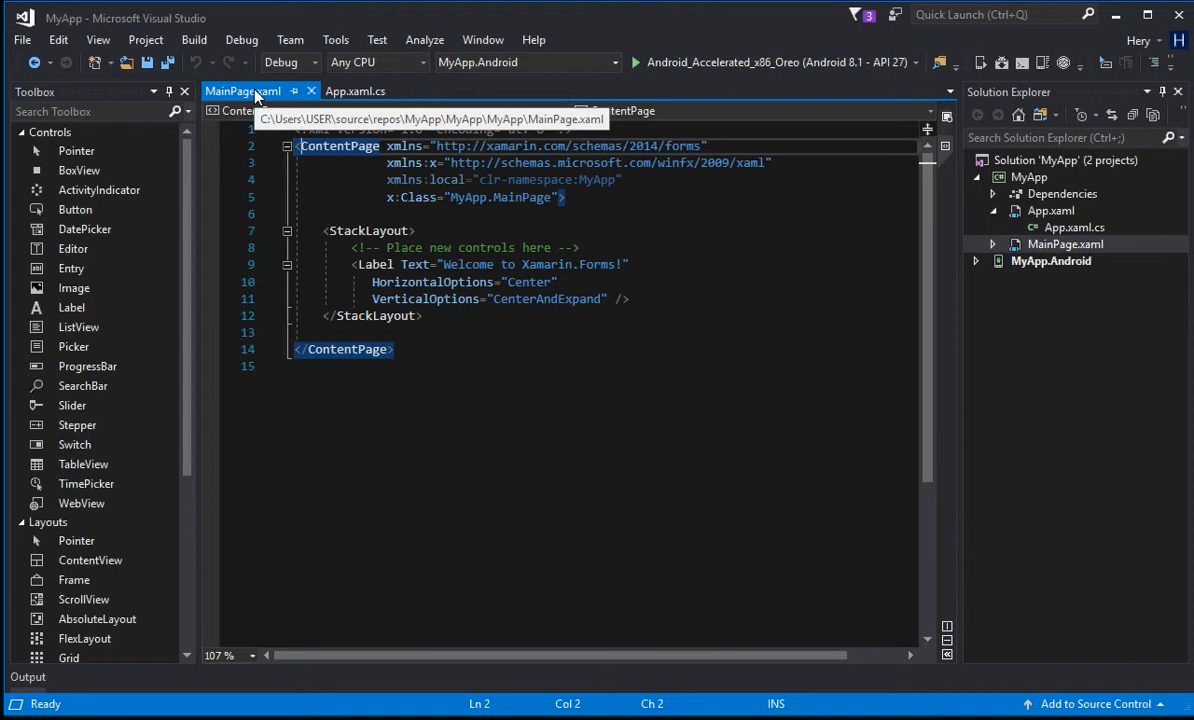 MyApp - Microsoft Visual Studio
3
Quick Launch (Ctrl+Q)
File Edit View Project Build Debug Team Tools Test Analyze Window Help
Hery
H
Debug
Any CPU
MyApp.Android
Android_Accelerated_x86_Oreo (Android 8.1 - API 27)
Toolbox
Search Toolbox
Controls
Pointer
BoxView
ActivityIndicator
Button
DatePicker
Editor
Entry
Image
Label
ListView
Picker
ProgressBar
SearchBar
Slider
Stepper
Switch
TableView
TimePicker
WebView
Layouts
Pointer
ContentView
Frame
ScrollView
AbsoluteLayout
FlexLayout
Grid
MainPage.xaml
App.xaml.cs
ContentPage
C:\Users\USER\source\repos\MyApp\MyApp\MyApp\MainPage.xaml
1
2 <ContentPage xmlns="http://xamarin.com/schemas/2014/forms"
3 xmlns:x="http://schemas.microsoft.com/winfx/2009/xaml"
4 xmlns:local="clr-namespace:MyApp"
5 x:Class="MyApp.MainPage">
6
7 <StackLayout>
8 <!-- Place new controls here -->
9 <Label Text="Welcome to Xamarin.Forms!"
10 HorizontalOptions="Center"
11 VerticalOptions="CenterAndExpand" />
12 </StackLayout>
13
14 </ContentPage>
15
107 %
Solution Explorer
Search Solution Explorer (Ctrl+;)
Solution 'MyApp' (2 projects)
C# MyApp
Dependencies
App.xaml
C# App.xaml.cs
MainPage.xaml
MyApp.Android
Output
Ready
Ln 2
Col 2
Ch 2
INS
Add to Source Control